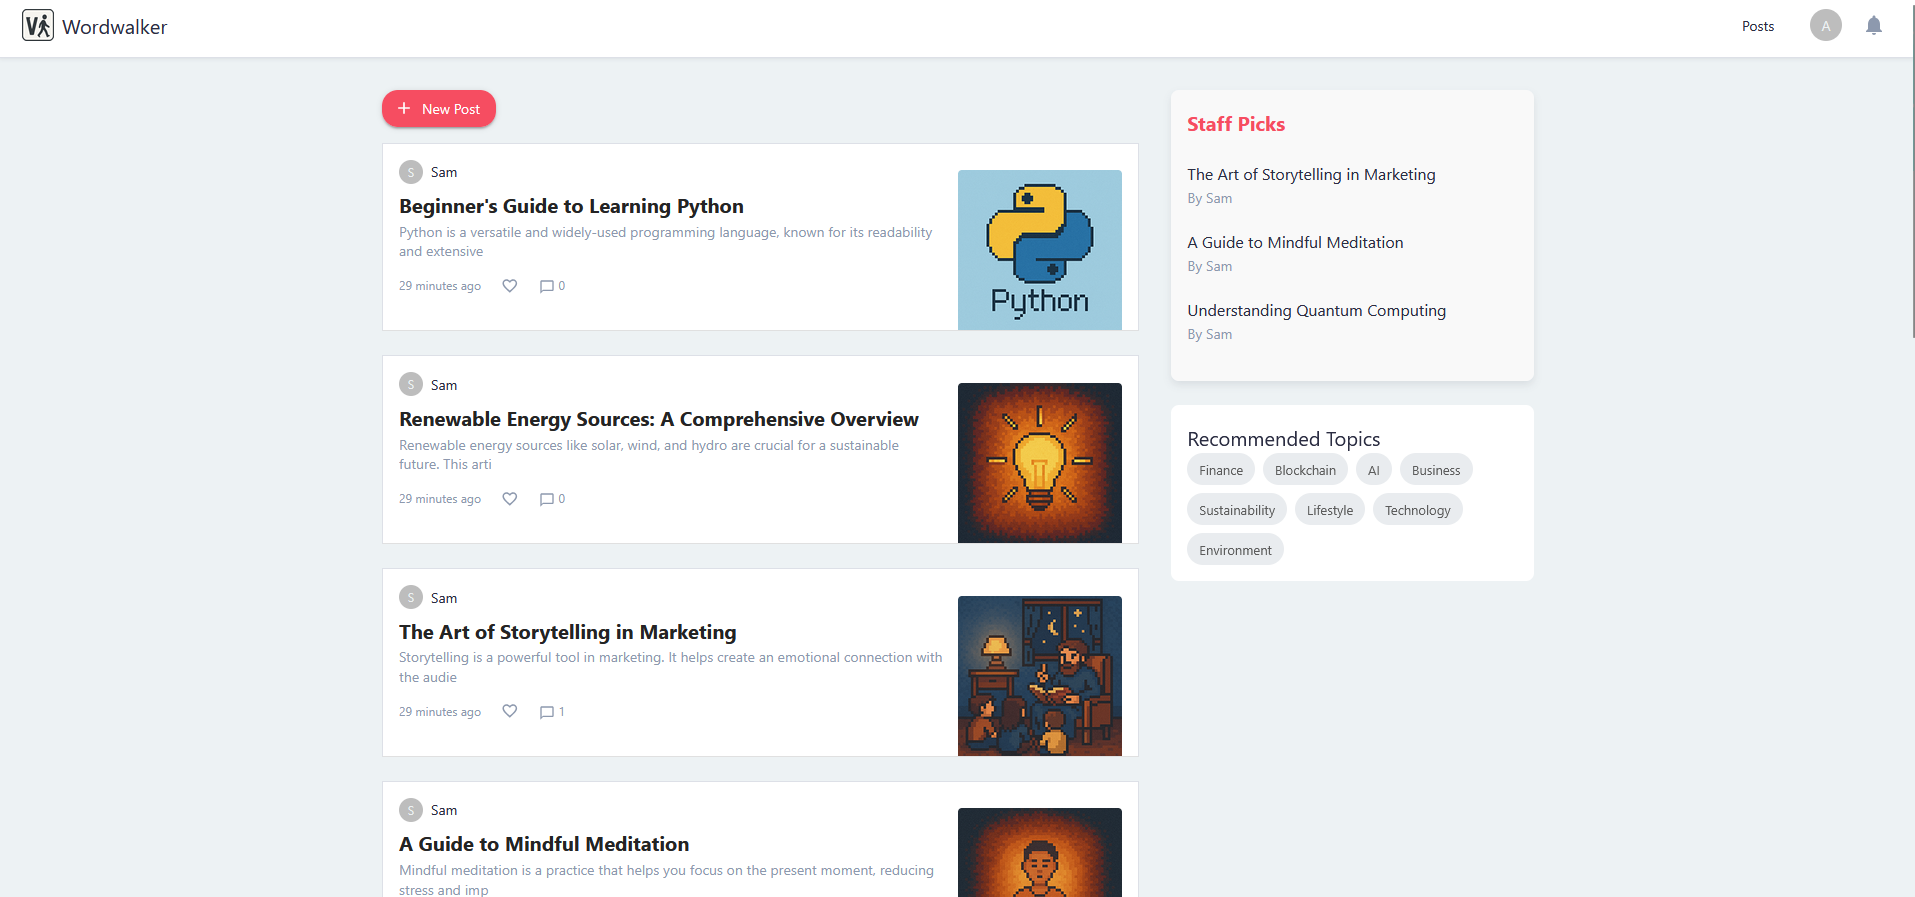 Wordwalker
Posts
A
New Post
S
Sam
Beginner's Guide to Learning Python
Python is a versatile and widely-used programming language, known for its readability
and extensive
29 minutes ago
0
Python
S
Sam
Renewable Energy Sources: A Comprehensive Overview
Renewable energy sources like solar, wind, and hydro are crucial for a sustainable
future. This arti
29 minutes ago
0
S
Sam
The Art of Storytelling in Marketing
Storytelling is a powerful tool in marketing. It helps create an emotional connection with
the audie
29 minutes ago
1
S
Sam
A Guide to Mindful Meditation
Mindful meditation is a practice that helps you focus on the present moment, reducing
stress and imp
Staff Picks
The Art of Storytelling in Marketing
By Sam
A Guide to Mindful Meditation
By Sam
Understanding Quantum Computing
By Sam
Recommended Topics
Finance
Blockchain
AI
Business
Sustainability
Lifestyle
Technology
Environment